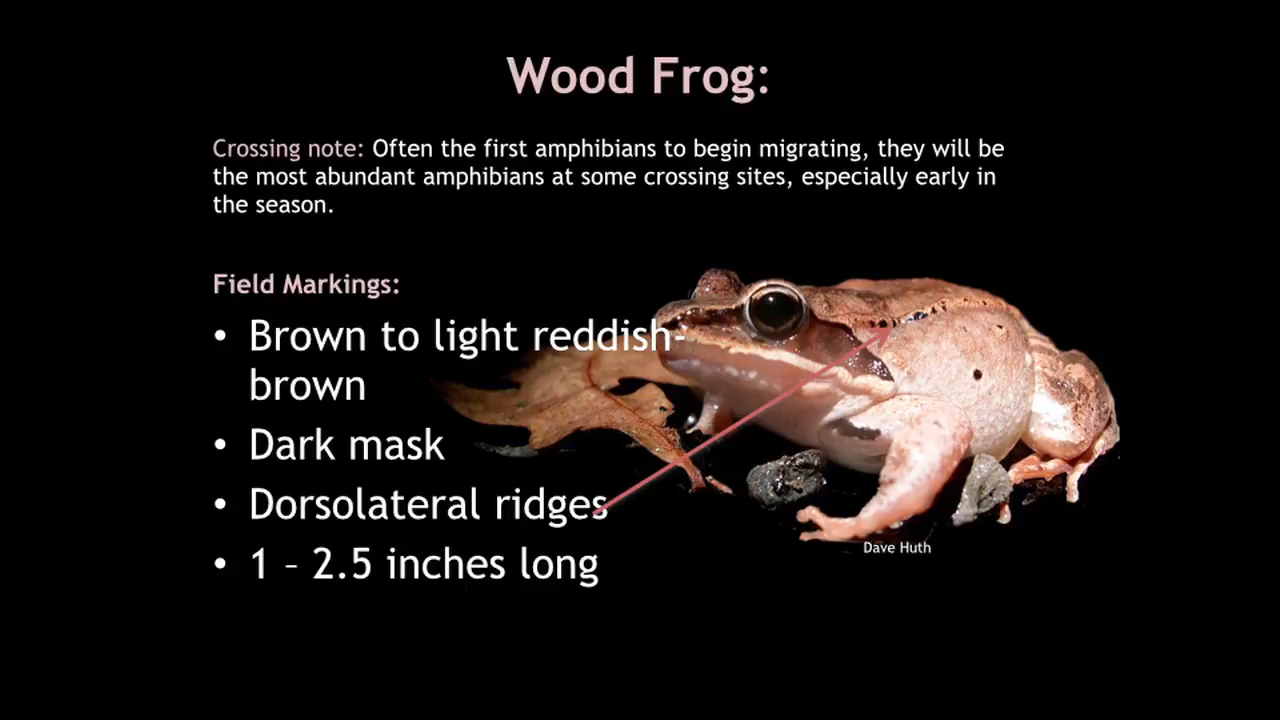 Wood Frog:
Crossing note: Often the first amphibians to begin migrating, they will be
the most abundant amphibians at some crossing sites, especially early in
the season.
Field Markings:
• Brown to light reddish-
brown
• Dark mask
• Dorsolateral ridges
• 1 – 2.5 inches long
Dave Huth